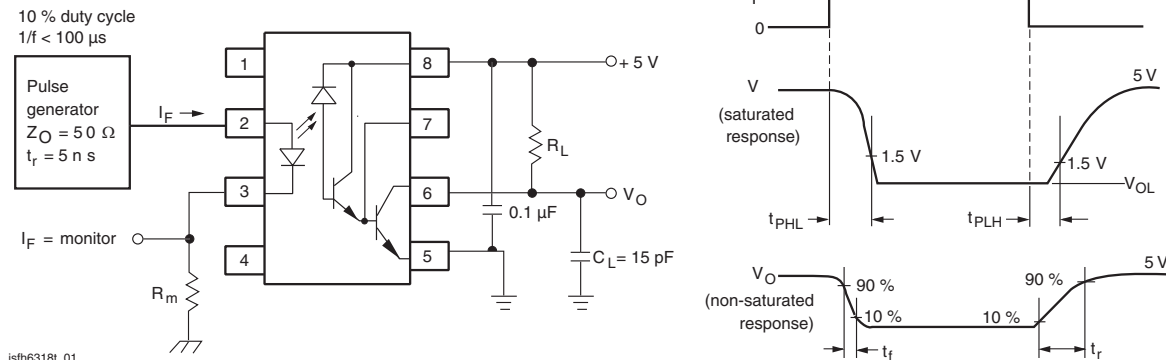 10 % duty cycle
1/f < 100 µs
Pulse
generator
Z_O = 50 Ω
t_r = 5 n s
I_F
1
2
3
4
8
7
6
5
+ 5 V
R_L
V_O
0.1 µF
C_L = 15 pF
I_F = monitor
R_m
isfh6318t_01
0
V
(saturated
response)
5 V
1.5 V
1.5 V
V_OL
t_PHL
t_PLH
V_O
(non-saturated
response)
90 %
10 %
t_f
10 %
90 %
t_r
5 V